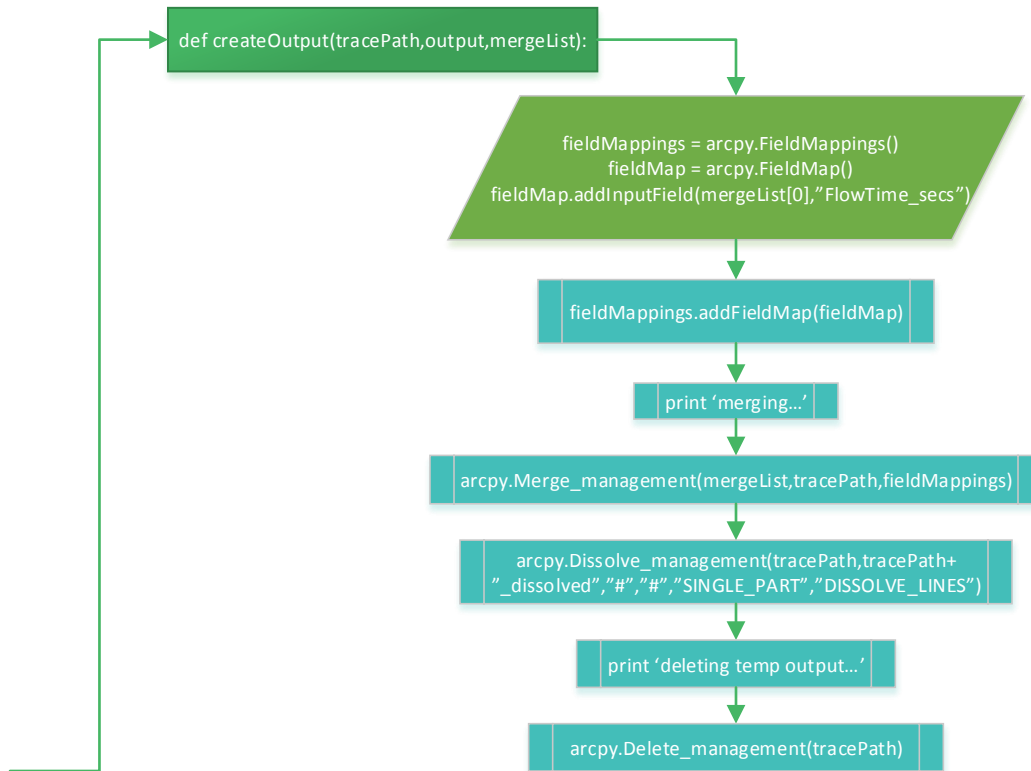 def createOutput(tracePath,output,mergeList):
fieldMappings = arcpy.FieldMappings()
fieldMap = arcpy.FieldMap()
fieldMap.addInputField(mergeList[0],”FlowTime_secs”)
fieldMappings.addFieldMap(fieldMap)
print ‘merging…’
arcpy.Merge_management(mergeList,tracePath,fieldMappings)
arcpy.Dissolve_management(tracePath,tracePath+
”_dissolved”,”#”,”#”,”SINGLE_PART”,”DISSOLVE_LINES”)
print ‘deleting temp output…’
arcpy.Delete_management(tracePath)